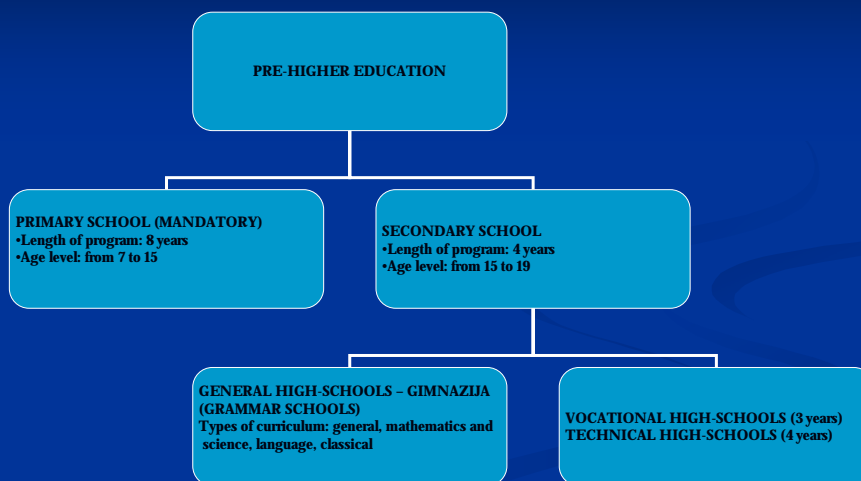 PRE-HIGHER EDUCATION
PRIMARY SCHOOL (MANDATORY)
•Length of program: 8 years
•Age level: from 7 to 15
SECONDARY SCHOOL
•Length of program: 4 years
•Age level: from 15 to 19
GENERAL HIGH-SCHOOLS – GIMNAZIJA
(GRAMMAR SCHOOLS)
Types of curriculum: general, mathematics and
science, language, classical
VOCATIONAL HIGH-SCHOOLS (3 years)
TECHNICAL HIGH-SCHOOLS (4 years)